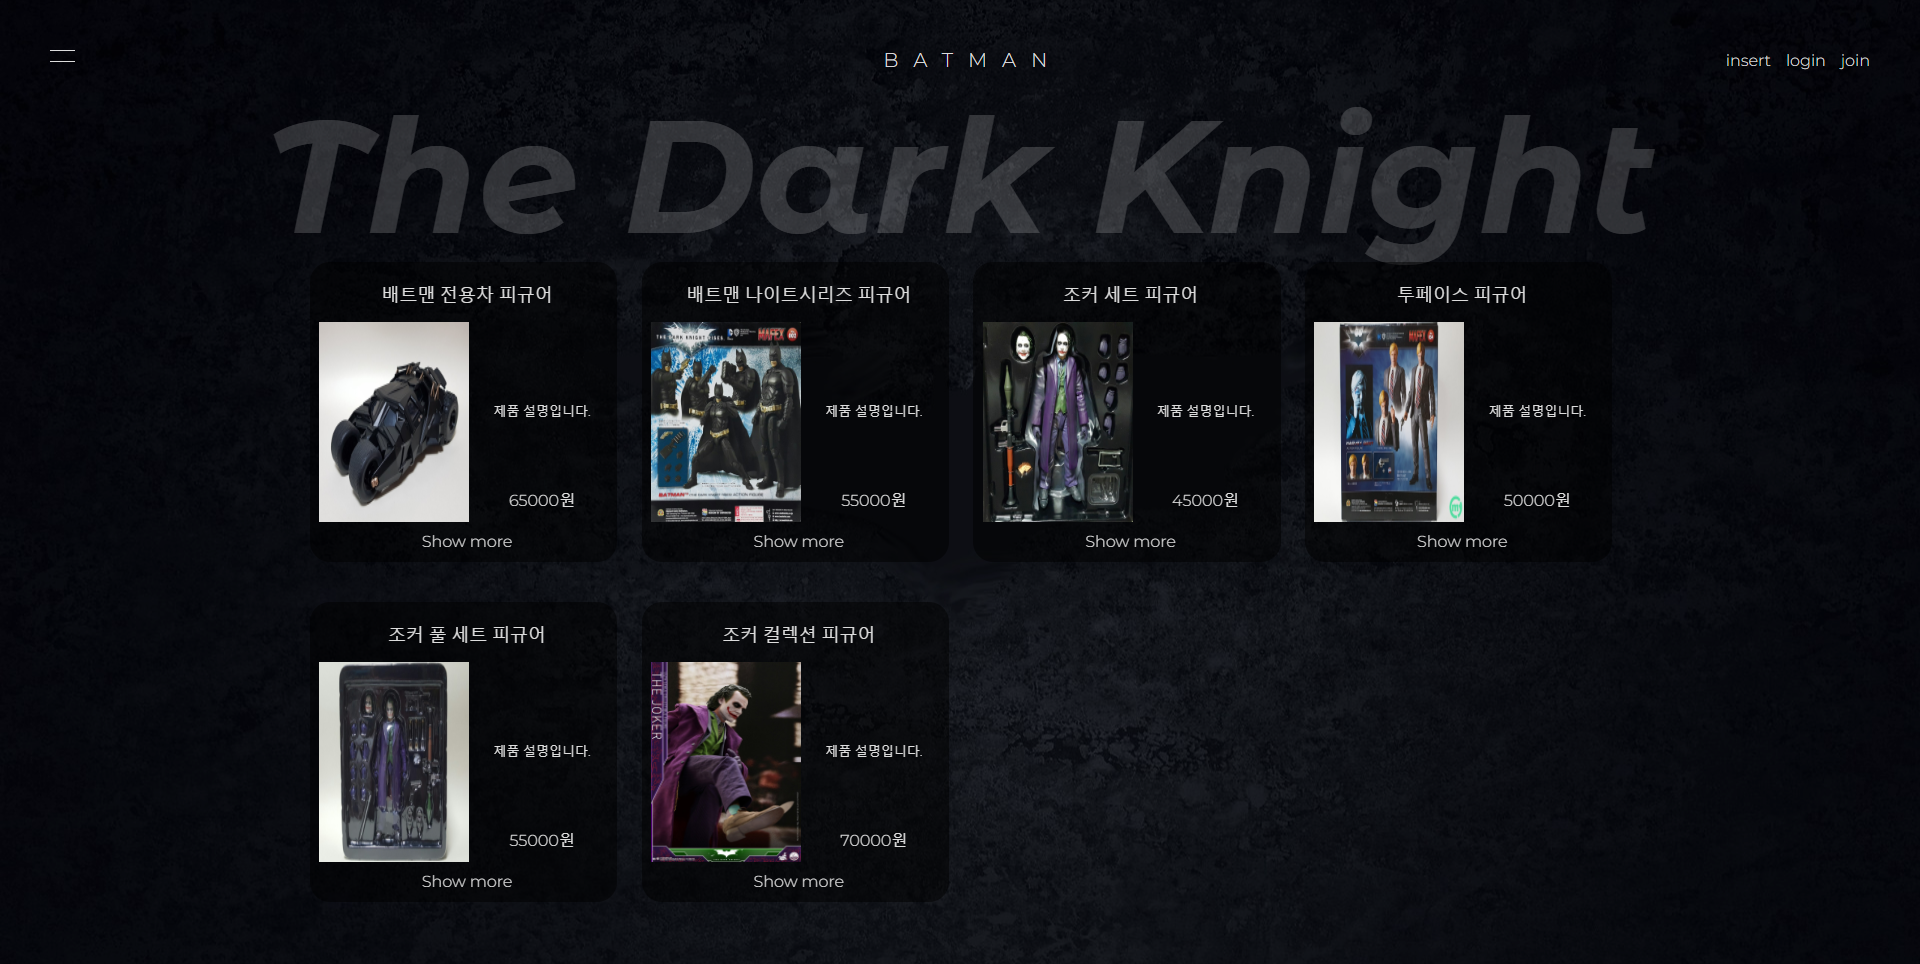 BATMAN
insert login join
The Dark Knight
배트맨 전용차 피규어
제품 설명입니다.
65000원
Show more
배트맨 나이트시리즈 피규어
THE DARK KNIGHT RISES
MAFEX
BATMAN
제품 설명입니다.
55000원
Show more
조커 세트 피규어
제품 설명입니다.
45000원
Show more
투페이스 피규어
MAFEX
제품 설명입니다.
50000원
Show more
조커 풀 세트 피규어
제품 설명입니다.
55000원
Show more
조커 컬렉션 피규어
THE JOKER
제품 설명입니다.
70000원
Show more